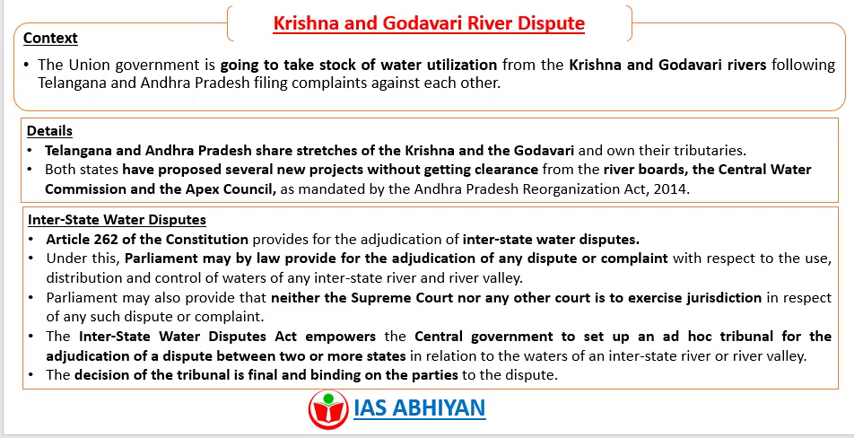 Krishna and Godavari River Dispute
Context
• The Union government is going to take stock of water utilization from the Krishna and Godavari rivers following
Telangana and Andhra Pradesh filing complaints against each other.
Details
• Telangana and Andhra Pradesh share stretches of the Krishna and the Godavari and own their tributaries.
• Both states have proposed several new projects without getting clearance from the river boards, the Central Water
Commission and the Apex Council, as mandated by the Andhra Pradesh Reorganization Act, 2014.
Inter-State Water Disputes
• Article 262 of the Constitution provides for the adjudication of inter-state water disputes.
• Under this, Parliament may by law provide for the adjudication of any dispute or complaint with respect to the use,
distribution and control of waters of any inter-state river and river valley.
• Parliament may also provide that neither the Supreme Court nor any other court is to exercise jurisdiction in respect
of any such dispute or complaint.
• The Inter-State Water Disputes Act empowers the Central government to set up an ad hoc tribunal for the
adjudication of a dispute between two or more states in relation to the waters of an inter-state river or river valley.
• The decision of the tribunal is final and binding on the parties to the dispute.
IAS ABHIYAN